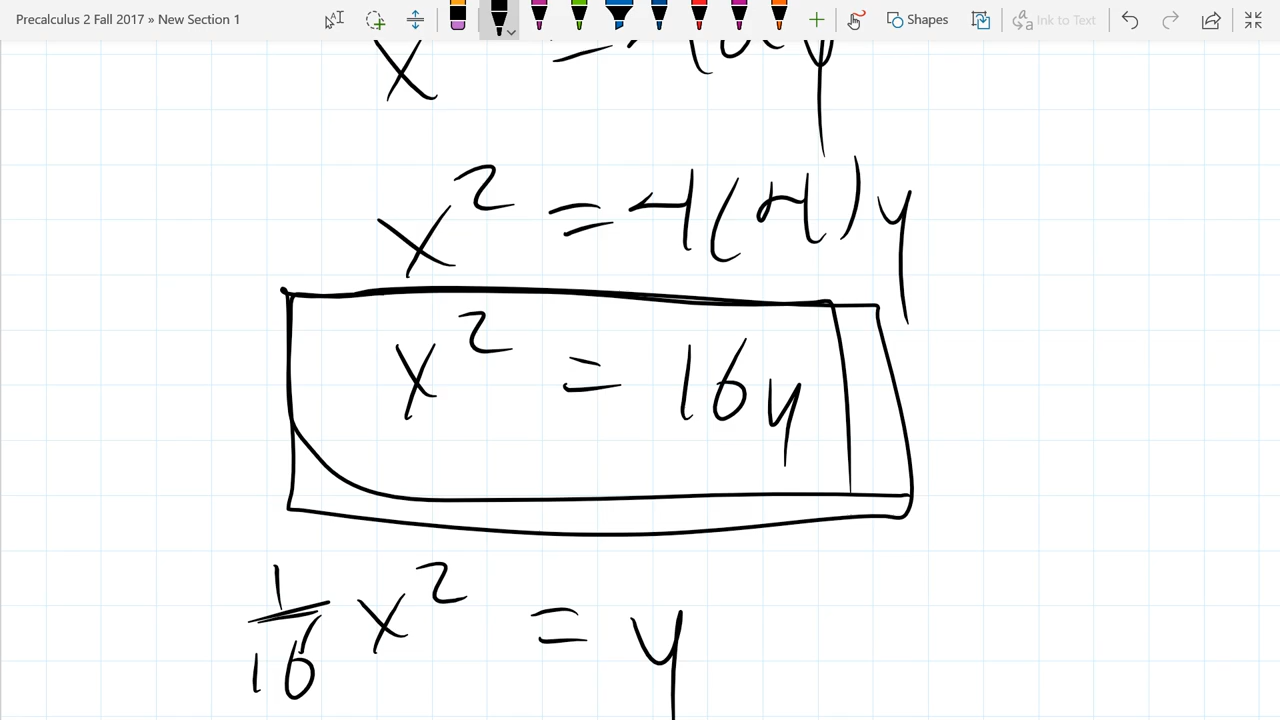 Precalculus 2 Fall 2017 » New Section 1
Shapes
Ink to Text
x² = 4(4)y
x² = 16y
1/16 x² = y